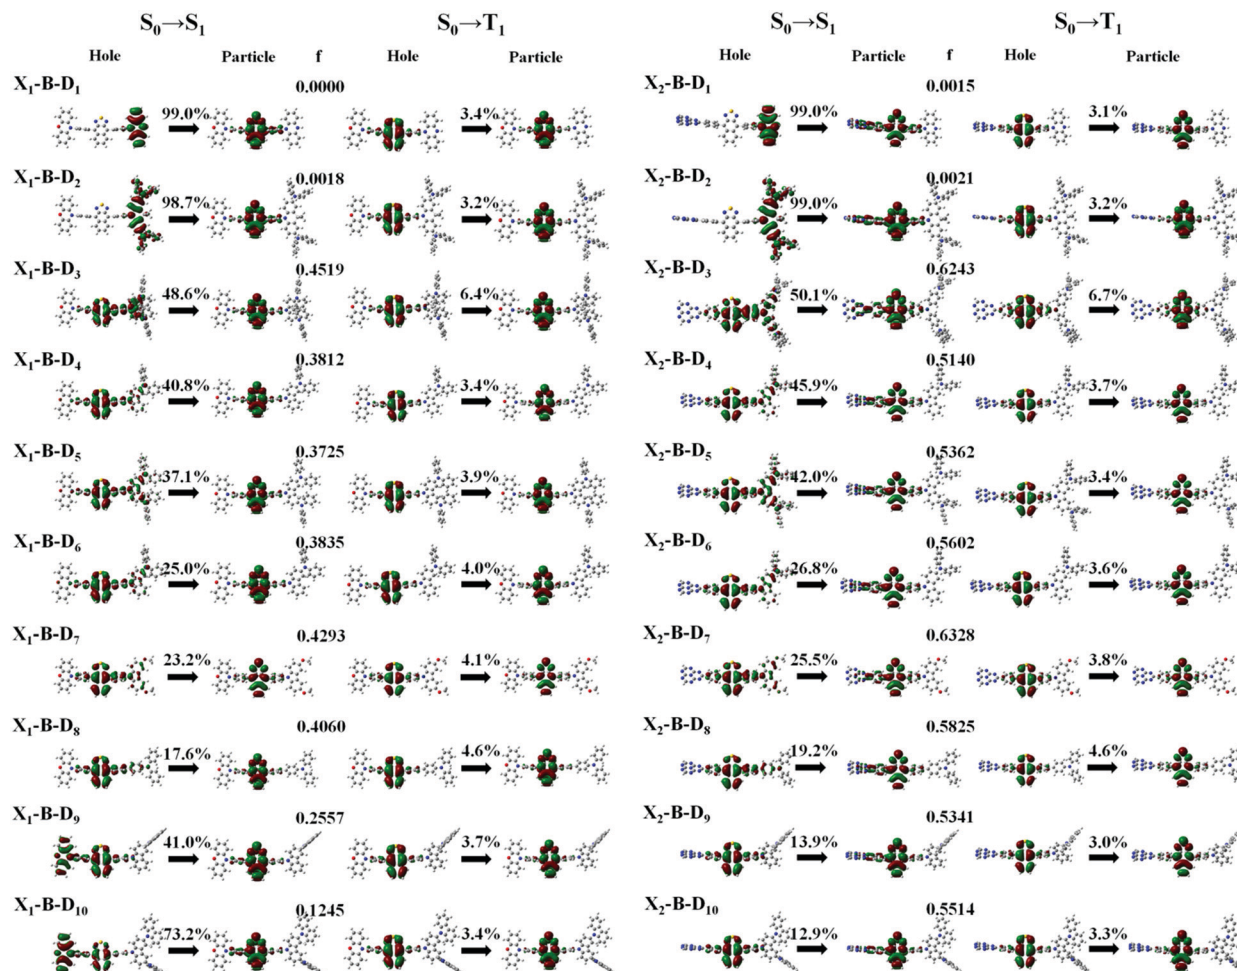 S₀→S₁ S₀→T₁
Hole Particle f Hole Particle
X₁-B-D₁ 0.0000
99.0% 3.4%
X₁-B-D₂ 0.0018
98.7% 3.2%
X₁-B-D₃ 0.4519
48.6% 6.4%
X₁-B-D₄ 0.3812
40.8% 3.4%
X₁-B-D₅ 0.3725
37.1% 3.9%
X₁-B-D₆ 0.3835
25.0% 4.0%
X₁-B-D₇ 0.4293
23.2% 4.1%
X₁-B-D₈ 0.4060
17.6% 4.6%
X₁-B-D₉ 0.2557
41.0% 3.7%
X₁-B-D₁₀ 0.1245
73.2% 3.4%
S₀→S₁ S₀→T₁
Hole Particle f Hole Particle
X₂-B-D₁ 0.0015
99.0% 3.1%
X₂-B-D₂ 0.0021
99.0% 3.2%
X₂-B-D₃ 0.6243
50.1% 6.7%
X₂-B-D₄ 0.5140
45.9% 3.7%
X₂-B-D₅ 0.5362
42.0% 3.4%
X₂-B-D₆ 0.5602
26.8% 3.6%
X₂-B-D₇ 0.6328
25.5% 3.8%
X₂-B-D₈ 0.5825
19.2% 4.6%
X₂-B-D₉ 0.5341
13.9% 3.0%
X₂-B-D₁₀ 0.5514
12.9% 3.3%